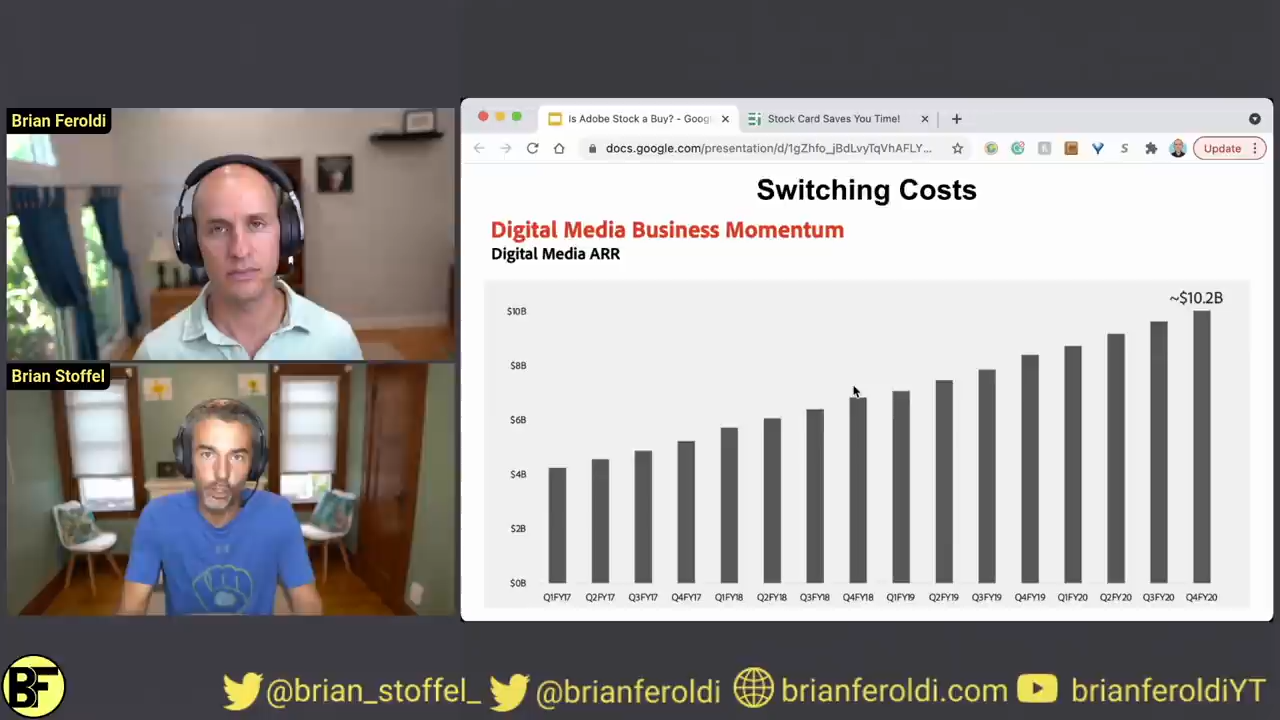 Brian Feroldi
Brian Stoffel
Is Adobe Stock a Buy? - Goog
Stock Card Saves You Time!
docs.google.com/presentation/d/1gZhfo_jBdLvyTqVhAFLY...
Update
Switching Costs
Digital Media Business Momentum
Digital Media ARR
~$10.2B
$10B
$8B
$6B
$4B
$2B
$0B
Q1FY17 Q2FY17 Q3FY17 Q4FY17 Q1FY18 Q2FY18 Q3FY18 Q4FY18 Q1FY19 Q2FY19 Q3FY19 Q4FY19 Q1FY20 Q2FY20 Q3FY20 Q4FY20
BF @brian_stoffel_ @brianferoldi brianferoldi.com brianferoldiYT